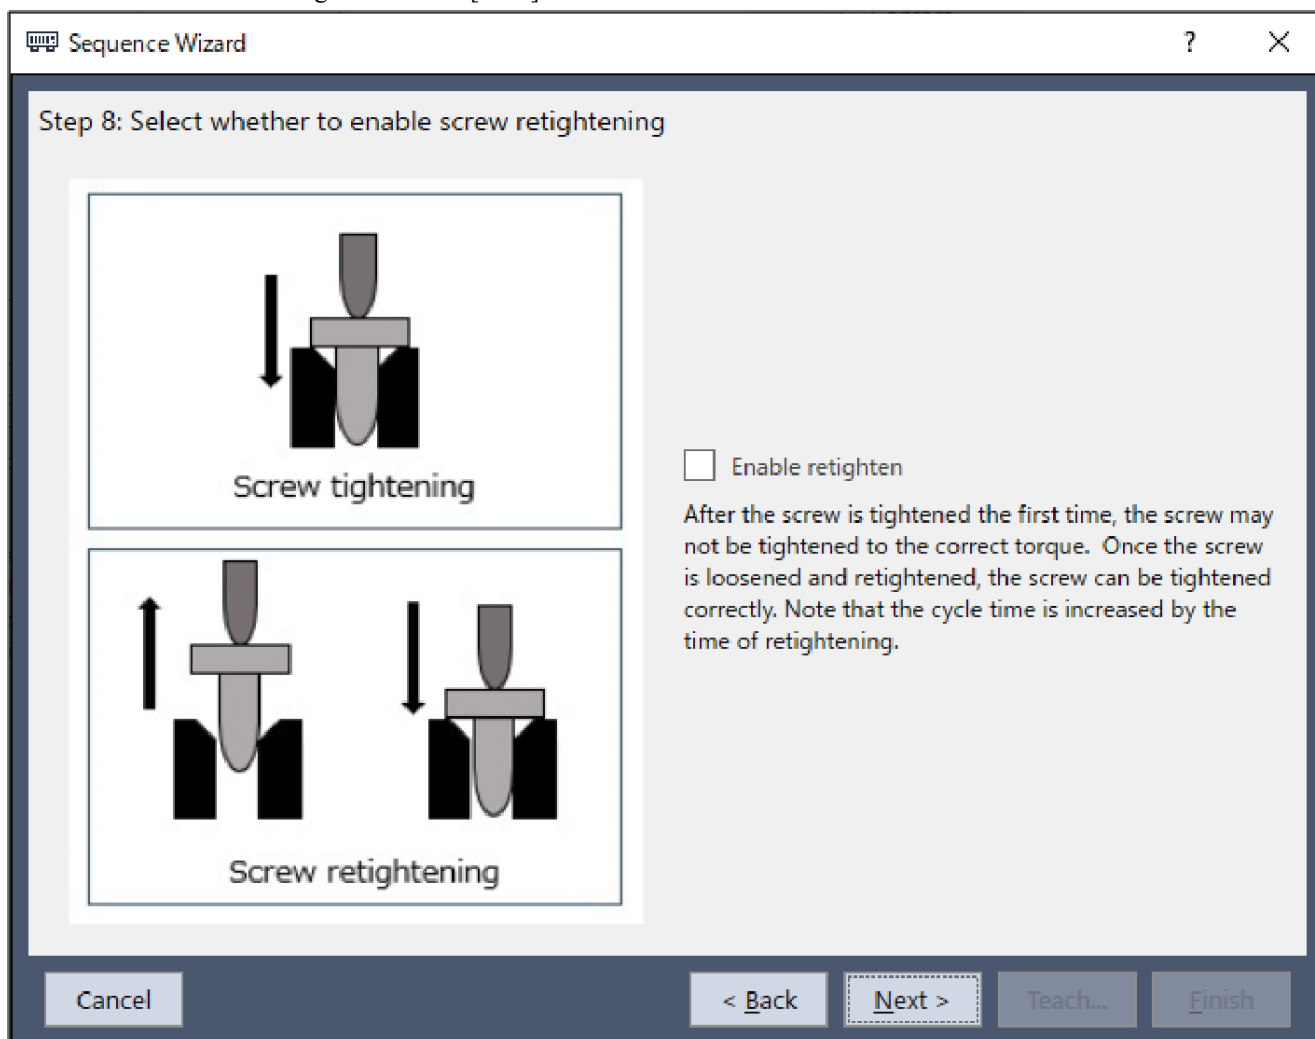 Sequence Wizard
?
Step 8: Select whether to enable screw retightening
Screw tightening
Screw retightening
Enable retighten
After the screw is tightened the first time, the screw may
not be tightened to the correct torque.  Once the screw
is loosened and retightened, the screw can be tightened
correctly. Note that the cycle time is increased by the
time of retightening.
Cancel
< Back
Next >
Teach...
Finish